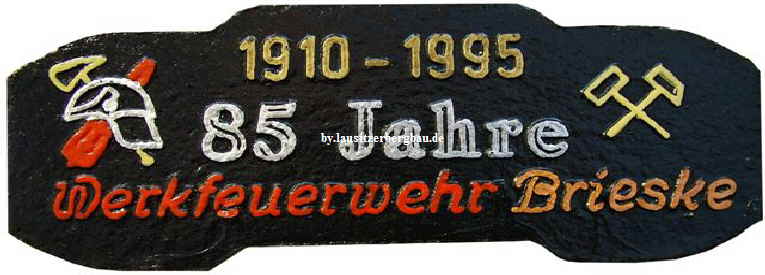 1910 - 1995
85 Jahre
by.lausitzerbergbau.de
Werkfeuerwehr Brieske